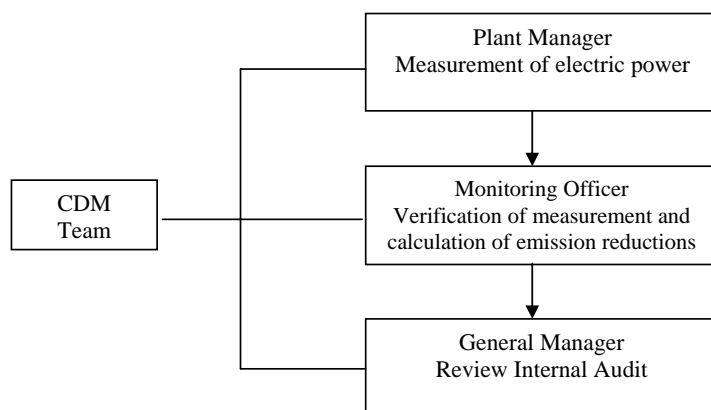 Plant Manager
Measurement of electric power
CDM
Team
Monitoring Officer
Verification of measurement and
calculation of emission reductions
General Manager
Review Internal Audit